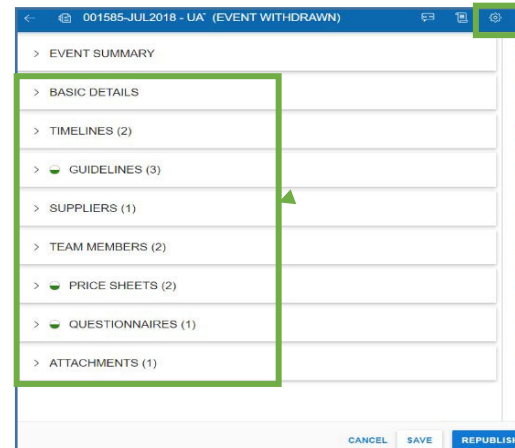 001585-JUL2018 - UA (EVENT WITHDRAWN)
EVENT SUMMARY
BASIC DETAILS
TIMELINES (2)
GUIDELINES (3)
SUPPLIERS (1)
TEAM MEMBERS (2)
PRICE SHEETS (2)
QUESTIONNAIRES (1)
ATTACHMENTS (1)
CANCEL SAVE REPUBLISH